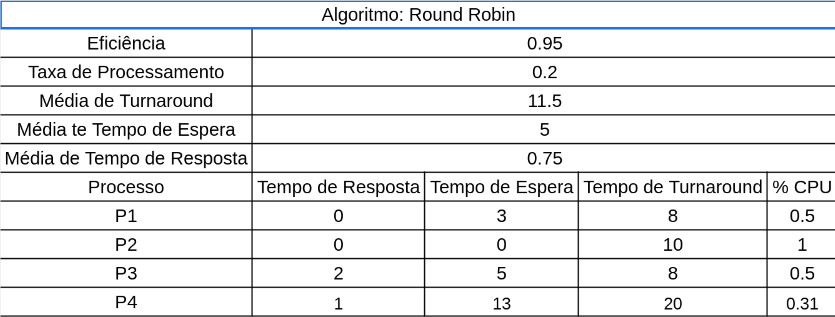 Algoritmo: Round Robin
Eficiência 0.95
Taxa de Processamento 0.2
Média de Turnaround 11.5
Média te Tempo de Espera 5
Média de Tempo de Resposta 0.75
Processo Tempo de Resposta Tempo de Espera Tempo de Turnaround % CPU
P1 0 3 8 0.5
P2 0 0 10 1
P3 2 5 8 0.5
P4 1 13 20 0.31